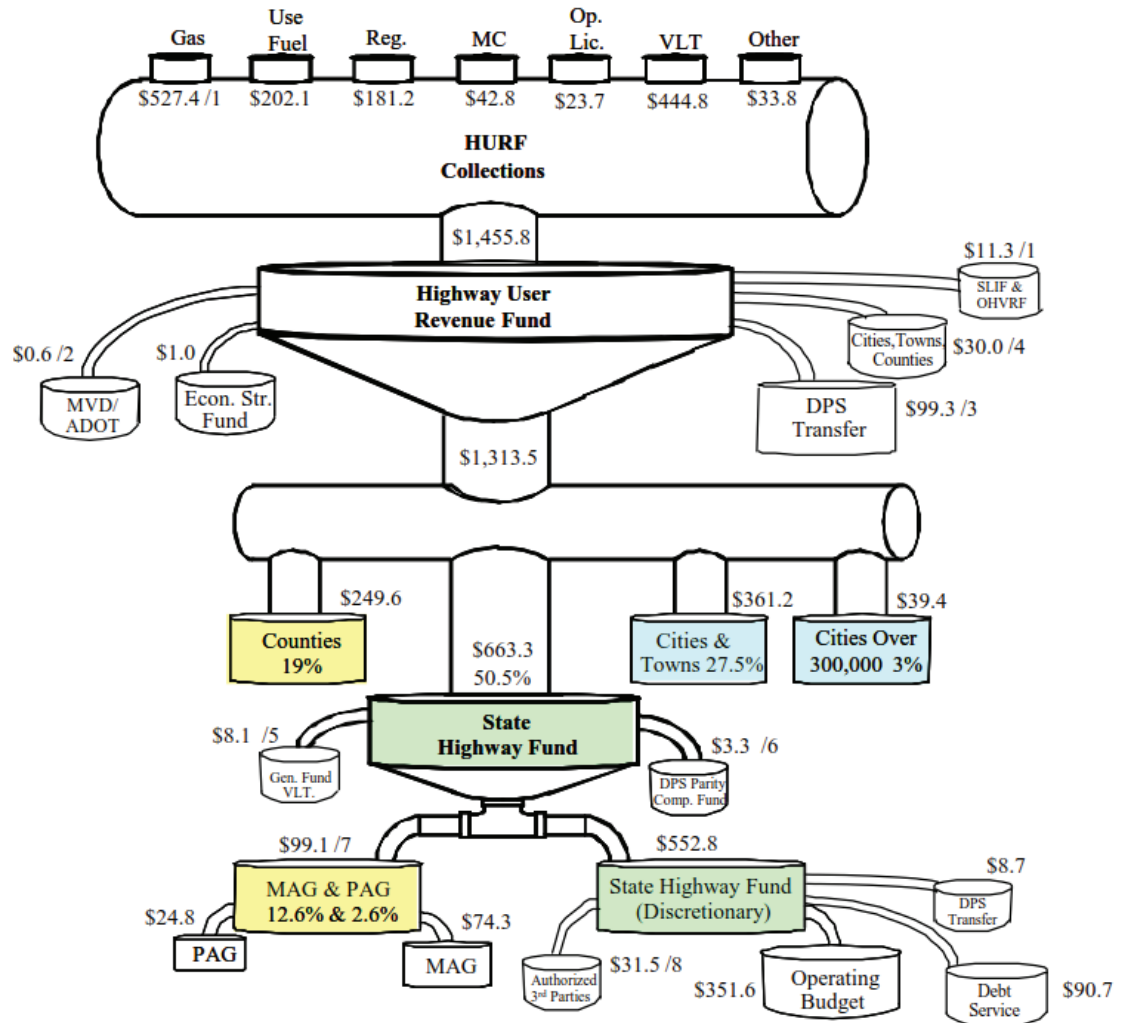 Gas
Use
Fuel
Reg.
MC
Op.
Lic.
VLT
Other
$527.4 /1
$202.1
$181.2
$42.8
$23.7
$444.8
$33.8
HURF
Collections
$1,455.8
$11.3 /1
SLIF &
OHVRF
Highway User
Revenue Fund
Cities,Towns,
Counties
$30.0 /4
$0.6 /2
$1.0
MVD/
ADOT
Econ. Str.
Fund
DPS
Transfer
$99.3 /3
$1,313.5
$249.6
$361.2
$39.4
Counties
19%
$663.3
50.5%
Cities &
Towns 27.5%
Cities Over
300,000 3%
State
Highway Fund
$8.1 /5
Gen. Fund
VLT.
$3.3 /6
DPS Parity
Comp. Fund
$99.1 /7
$552.8
MAG & PAG
12.6% & 2.6%
State Highway Fund
(Discretionary)
$8.7
DPS
Transfer
$24.8
PAG
$74.3
MAG
$31.5 /8
Authorized
3rd Parties
$351.6
Operating
Budget
Debt
Service
$90.7